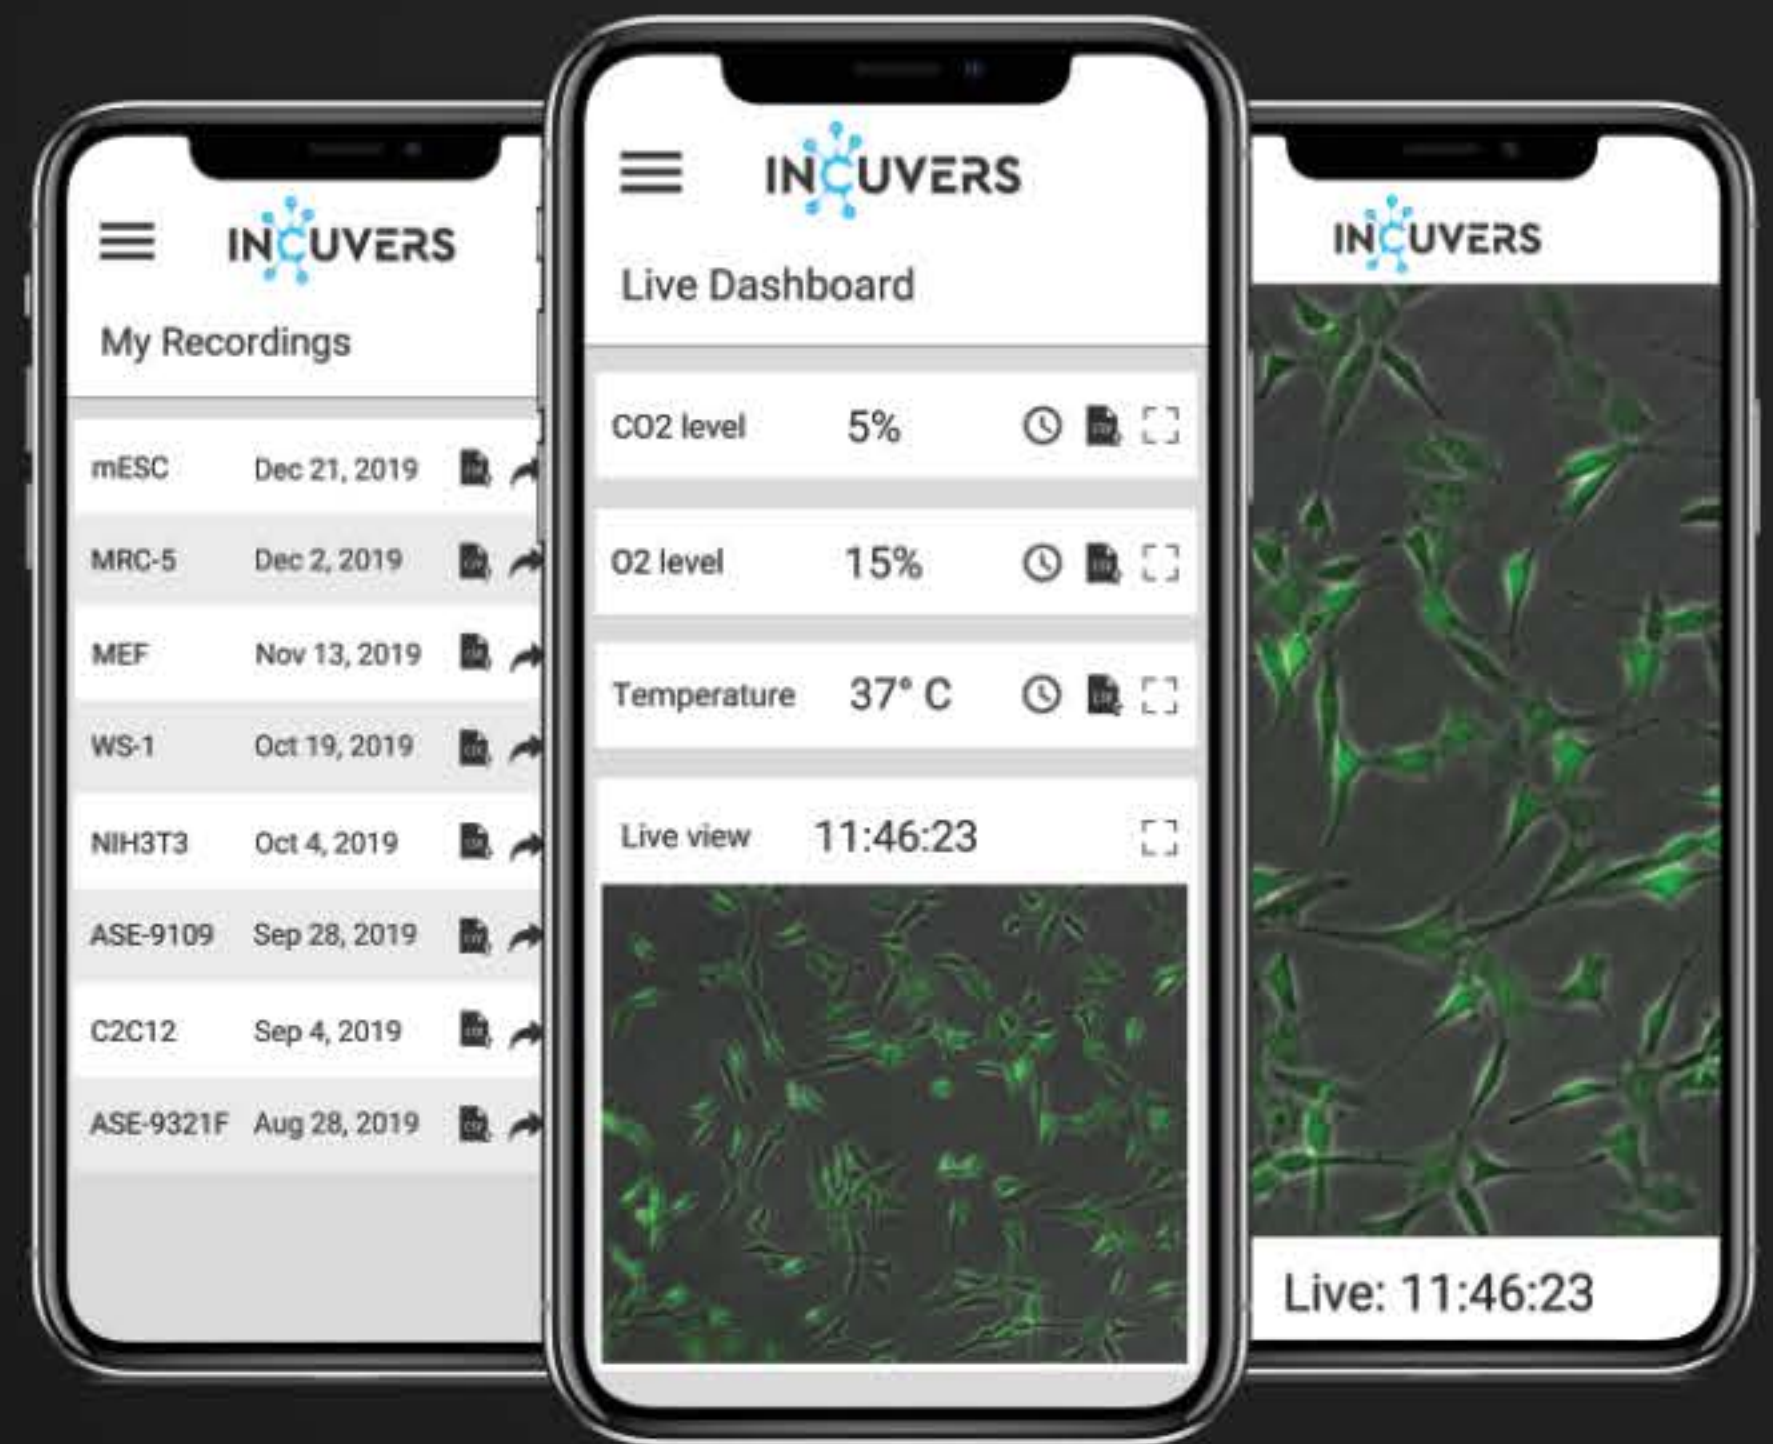 INCUVERS
My Recordings
mESC Dec 21, 2019
MRC-5 Dec 2, 2019
MEF Nov 13, 2019
WS-1 Oct 19, 2019
NIH3T3 Oct 4, 2019
ASE-9109 Sep 28, 2019
C2C12 Sep 4, 2019
ASE-9321F Aug 28, 2019
INCUVERS
Live Dashboard
CO2 level 5%
O2 level 15%
Temperature 37° C
Live view 11:46:23
INCUVERS
Live: 11:46:23